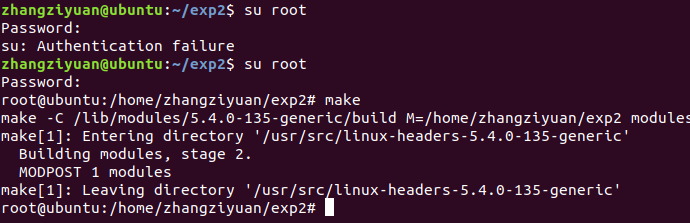 zhangziyuan@ubuntu:~/exp2$ su root
Password:
su: Authentication failure
zhangziyuan@ubuntu:~/exp2$ su root
Password:
root@ubuntu:/home/zhangziyuan/exp2# make
make -C /lib/modules/5.4.0-135-generic/build M=/home/zhangziyuan/exp2 modules
make[1]: Entering directory '/usr/src/linux-headers-5.4.0-135-generic'
  Building modules, stage 2.
  MODPOST 1 modules
make[1]: Leaving directory '/usr/src/linux-headers-5.4.0-135-generic'
root@ubuntu:/home/zhangziyuan/exp2#